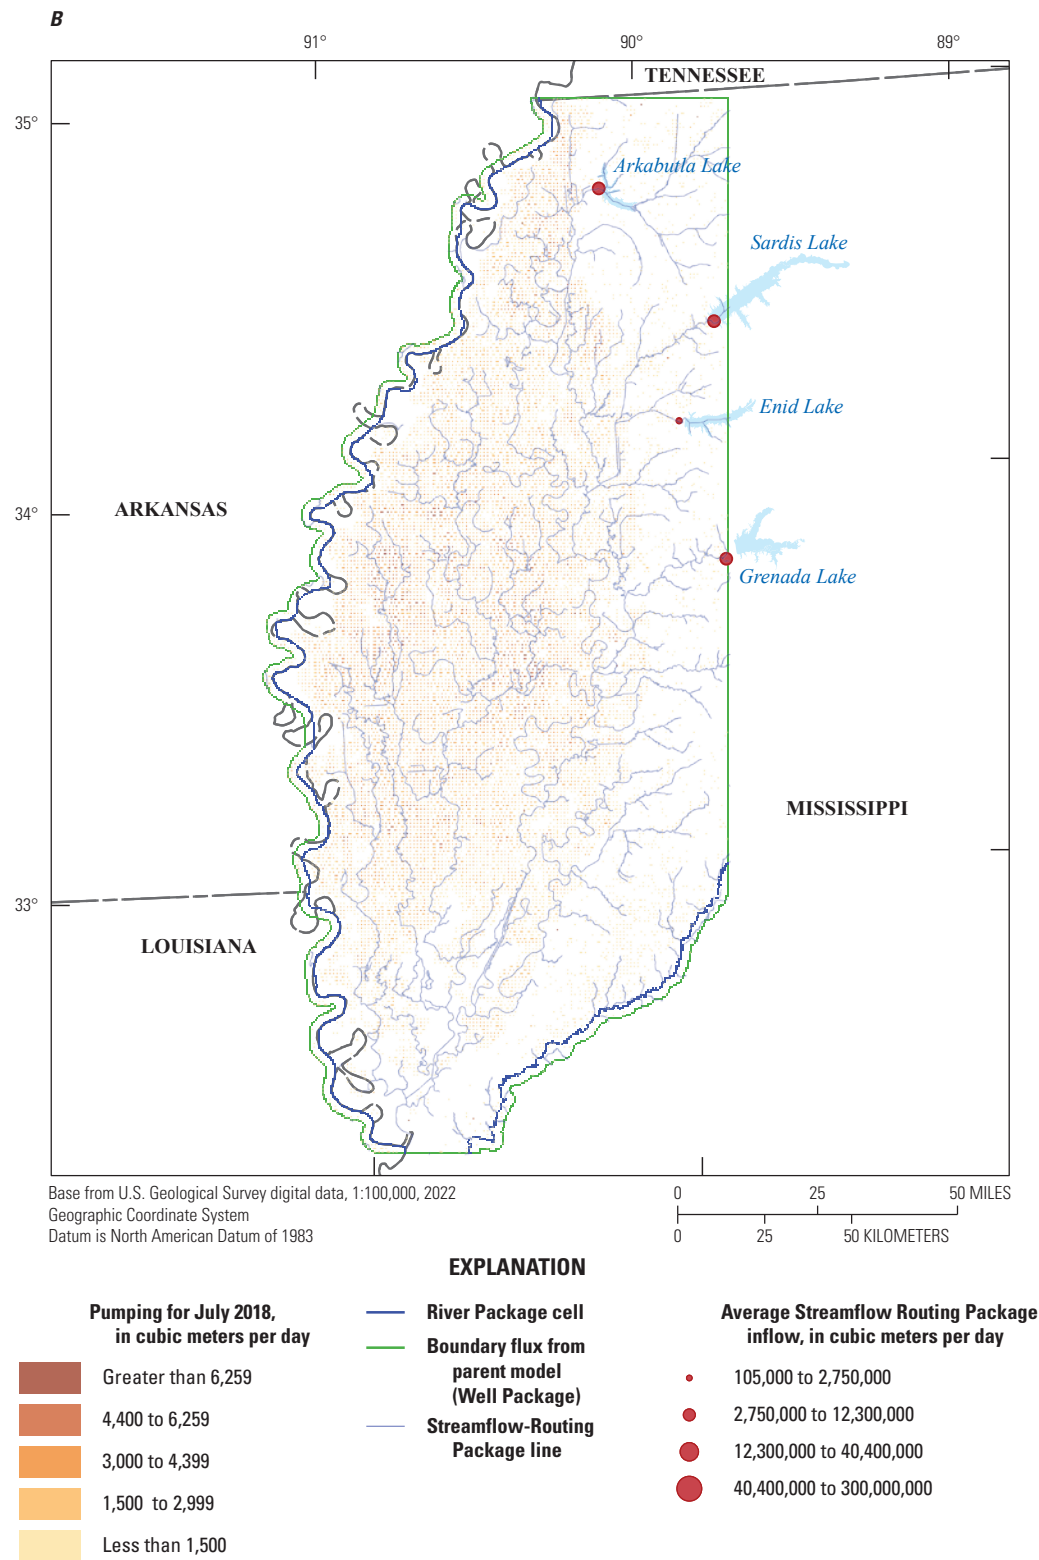 B
91°
90°
89°
TENNESSEE
35°
Arkabutla Lake
Sardis Lake
Enid Lake
34°
ARKANSAS
Grenada Lake
MISSISSIPPI
33°
LOUISIANA
Base from U.S. Geological Survey digital data, 1:100,000, 2022
Geographic Coordinate System
Datum is North American Datum of 1983
0 25 50 MILES
0 25 50 KILOMETERS
EXPLANATION
Pumping for July 2018,
in cubic meters per day
Greater than 6,259
4,400 to 6,259
3,000 to 4,399
1,500 to 2,999
Less than 1,500
River Package cell
Boundary flux from
parent model
(Well Package)
Streamflow-Routing
Package line
Average Streamflow Routing Package
inflow, in cubic meters per day
105,000 to 2,750,000
2,750,000 to 12,300,000
12,300,000 to 40,400,000
40,400,000 to 300,000,000